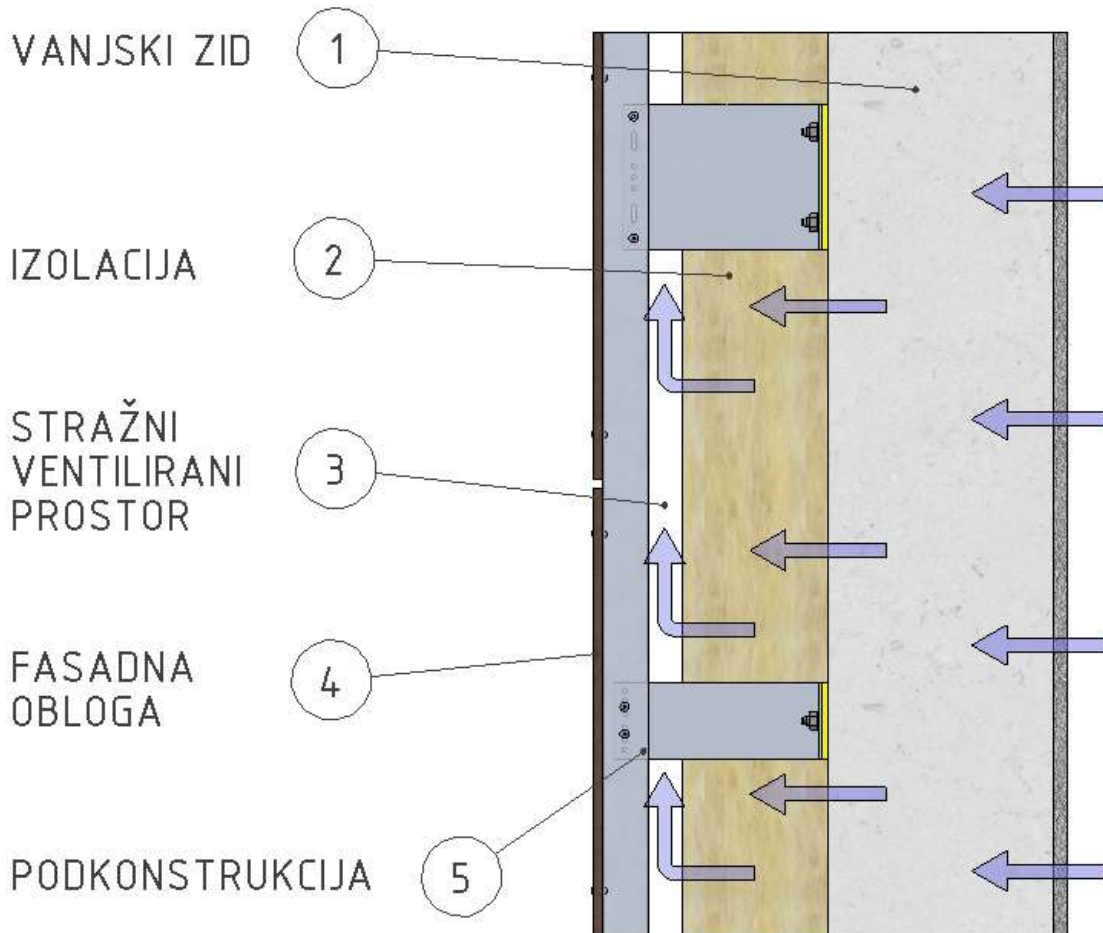 VANJSKI ZID 1
IZOLACIJA 2
STRAŽNI
VENTILIRANI 3
PROSTOR
FASADNA 4
OBLOGA
PODKONSTRUKCIJA 5